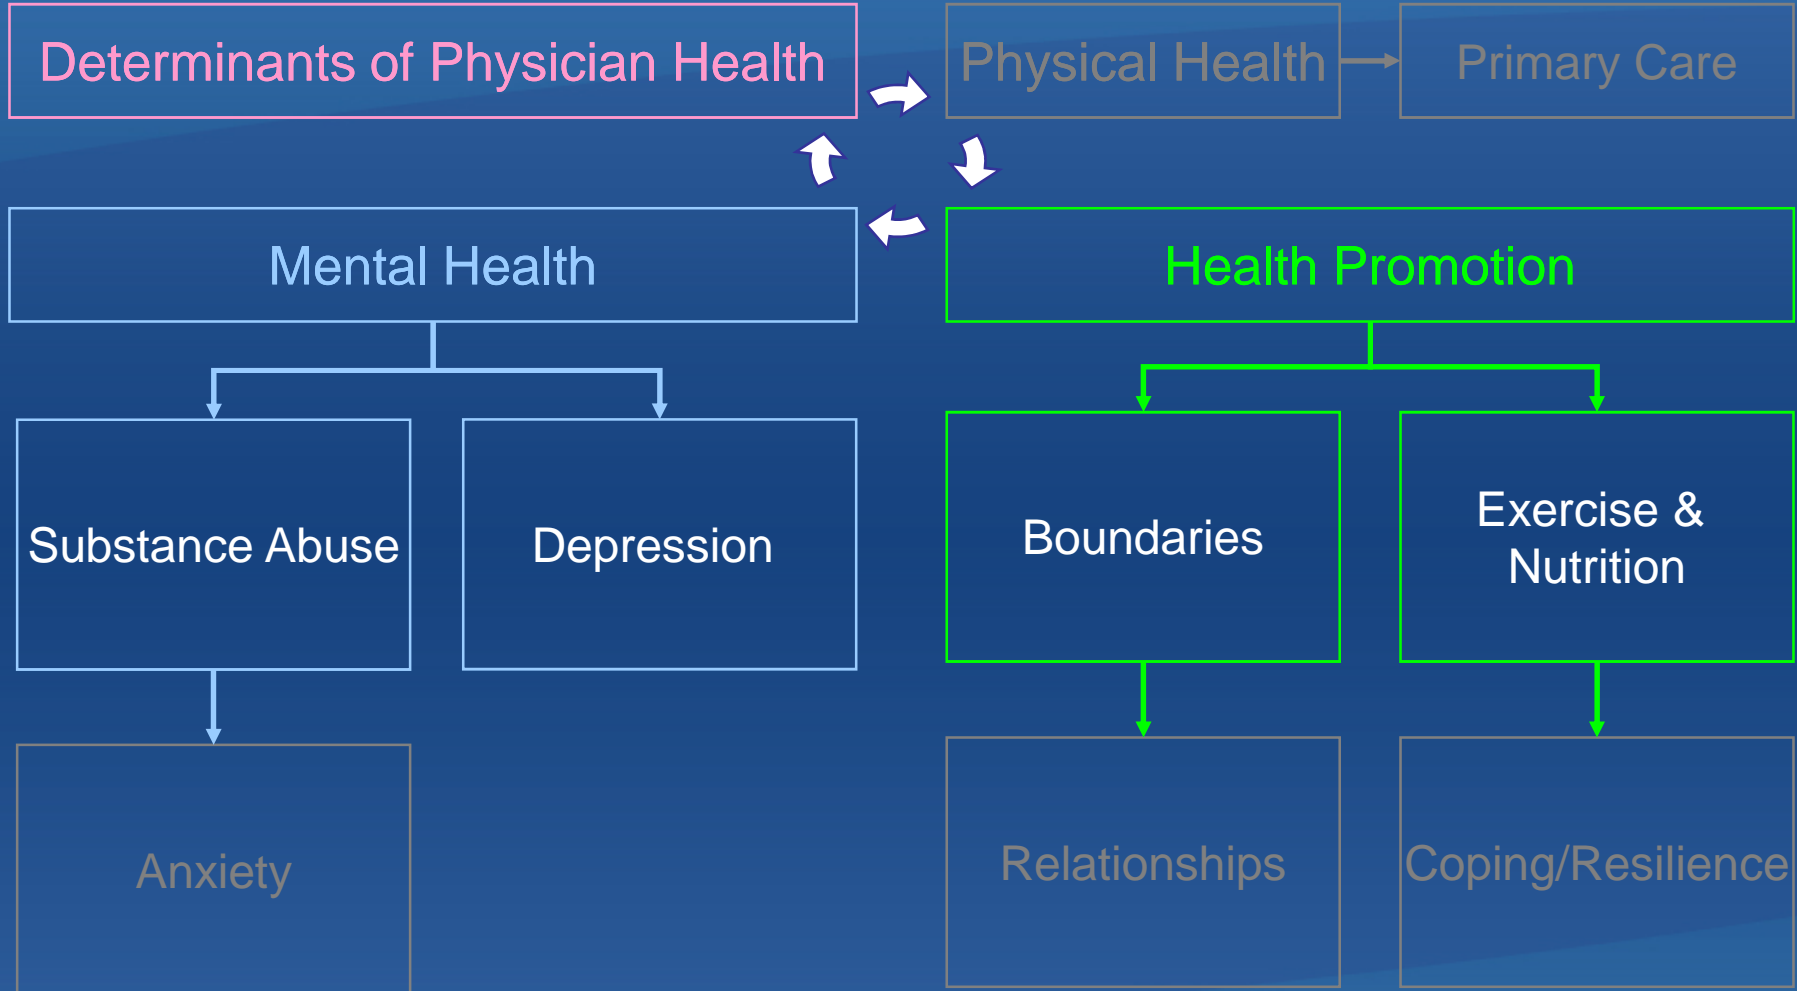 Determinants of Physician Health
Physical Health
Primary Care
Mental Health
Health Promotion
Substance Abuse
Depression
Boundaries
Exercise &
Nutrition
Anxiety
Relationships
Coping/Resilience